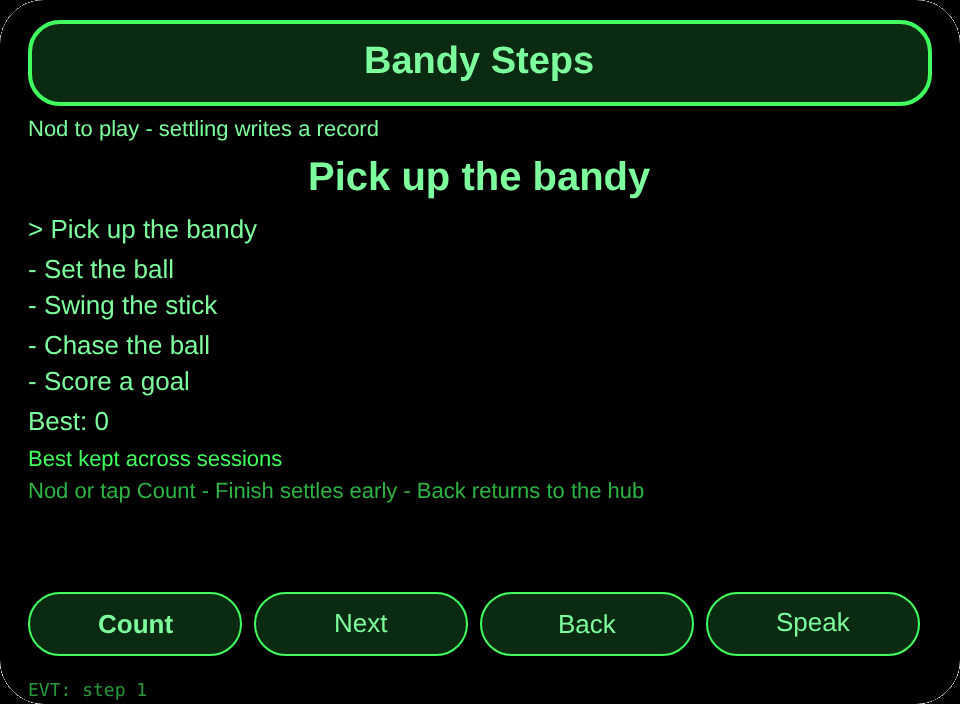 Bandy Steps
Nod to play - settling writes a record
Pick up the bandy
> Pick up the bandy
- Set the ball
- Swing the stick
- Chase the ball
- Score a goal
Best: 0
Best kept across sessions
Nod or tap Count - Finish settles early - Back returns to the hub
Count Next Back Speak
EVT: step 1